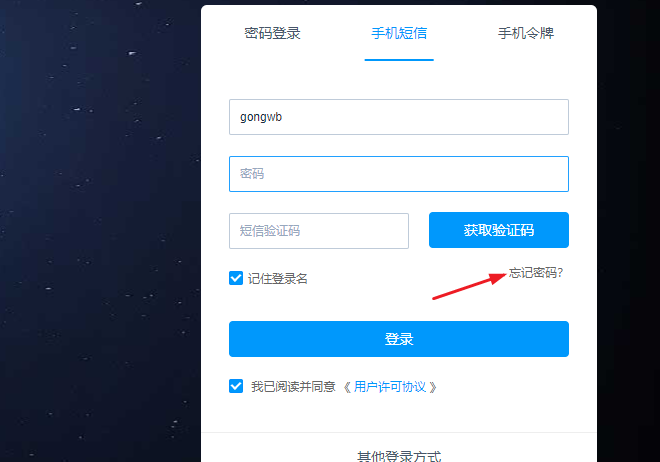 密码登录 手机短信 手机令牌
gongwb
密码
短信验证码 获取验证码
记住登录名 忘记密码?
登录
我已阅读并同意 《 用户许可协议 》
其他登录方式